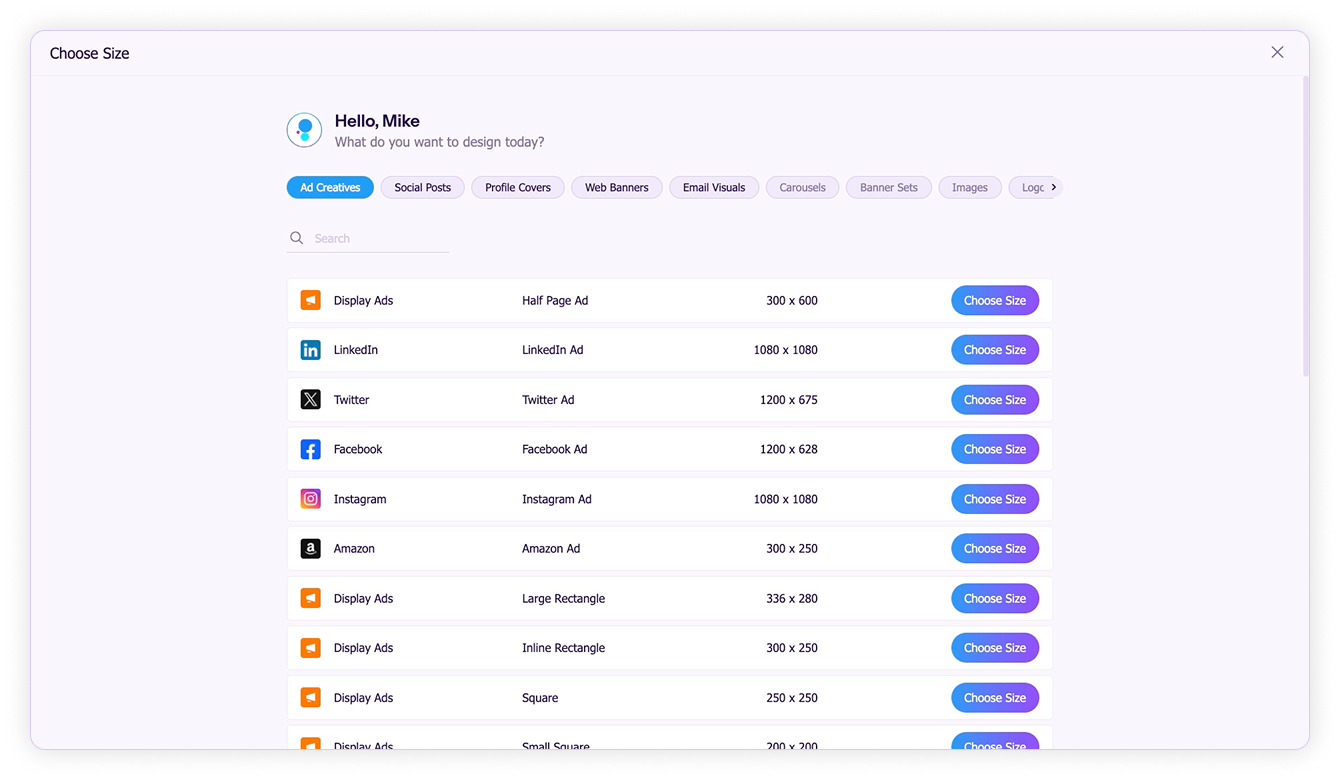 Choose Size
Hello, Mike
What do you want to design today?
Ad Creatives Social Posts Profile Covers Web Banners Email Visuals Carousels Banner Sets Images
Search
Display Ads Half Page Ad 300 x 600 Choose Size
LinkedIn LinkedIn Ad 1080 x 1080 Choose Size
Twitter Twitter Ad 1200 x 675 Choose Size
Facebook Facebook Ad 1200 x 628 Choose Size
Instagram Instagram Ad 1080 x 1080 Choose Size
Amazon Amazon Ad 300 x 250 Choose Size
Display Ads Large Rectangle 336 x 280 Choose Size
Display Ads Inline Rectangle 300 x 250 Choose Size
Display Ads Square 250 x 250 Choose Size
Display Ads Small Square 200 x 200 Choose Size